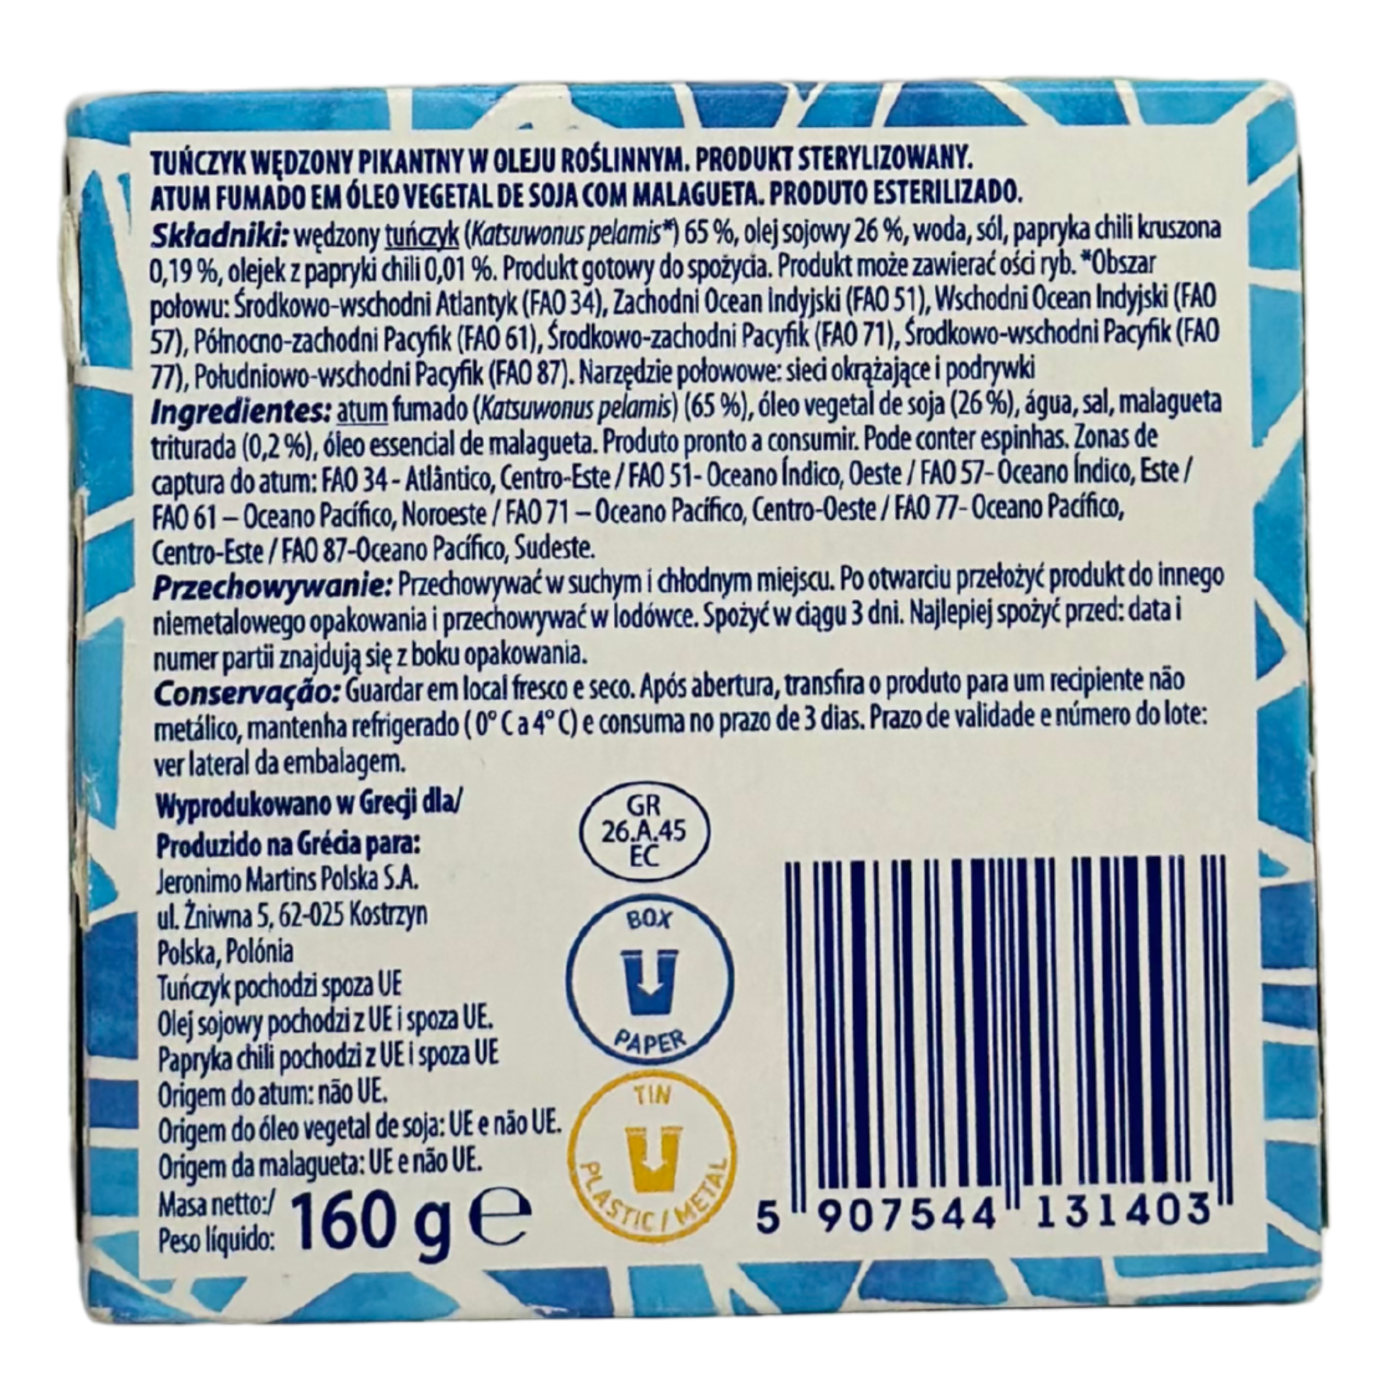 TUŃCZYK WĘDZONY PIKANTNY W OLEJU ROŚLINNYM. PRODUKT STERYLIZOWANY.
ATUM FUMADO EM ÓLEO VEGETAL DE SOJA COM MALAGUETA. PRODUTO ESTERILIZADO.
Składniki: wędzony tuńczyk (Katsuwonus pelamis*) 65 %, olej sojowy 26 %, woda, sól, papryka chili kruszona
0,19 %, olejek z papryki chili 0,01 %. Produkt gotowy do spożycia. Produkt może zawierać ości ryb. *Obszar
połowu: Środkowo-wschodni Atlantyk (FAO 34), Zachodni Ocean Indyjski (FAO 51), Wschodni Ocean Indyjski (FAO
57), Północno-zachodni Pacyfik (FAO 61), Środkowo-zachodni Pacyfik (FAO 71), Środkowo-wschodni Pacyfik (FAO
77), Południowo-wschodni Pacyfik (FAO 87). Narzędzie połowowe: sieci okrążające i podrywki
Ingredientes: atum fumado (Katsuwonus pelamis) (65 %), óleo vegetal de soja (26 %), água, sal, malagueta
triturada (0,2 %), óleo essencial de malagueta. Produto pronto a consumir. Pode conter espinhas. Zonas de
captura do atum: FAO 34 - Atlântico, Centro-Este / FAO 51- Oceano Índico, Oeste / FAO 57- Oceano Índico, Este /
FAO 61 – Oceano Pacífico, Noroeste / FAO 71 – Oceano Pacífico, Centro-Oeste / FAO 77- Oceano Pacífico,
Centro-Este / FAO 87-Oceano Pacífico, Sudeste.
Przechowywanie: Przechowywać w suchym i chłodnym miejscu. Po otwarciu przełożyć produkt do innego
niemetalowego opakowania i przechowywać w lodówce. Spożyć w ciągu 3 dni. Najlepiej spożyć przed: data i
numer partii znajdują się z boku opakowania.
Conservação: Guardar em local fresco e seco. Após abertura, transfira o produto para um recipiente não
metálico, mantenha refrigerado ( 0° C a 4° C) e consuma no prazo de 3 dias. Prazo de validade e número do lote:
ver lateral da embalagem.
Wyprodukowano w Grecji dla/
Produzido na Grécia para:
Jeronimo Martins Polska S.A.
ul. Żniwna 5, 62-025 Kostrzyn
Polska, Polónia
Tuńczyk pochodzi spoza UE
Olej sojowy pochodzi z UE i spoza UE.
Papryka chili pochodzi z UE i spoza UE
Origem do atum: não UE.
Origem do óleo vegetal de soja: UE e não UE.
Origem da malagueta: UE e não UE.
Masa netto:/
Peso líquido:
160 g ℮
GR
26.A.45
EC
BOX
PAPER
TIN
PLASTIC / METAL
5 907544 131403